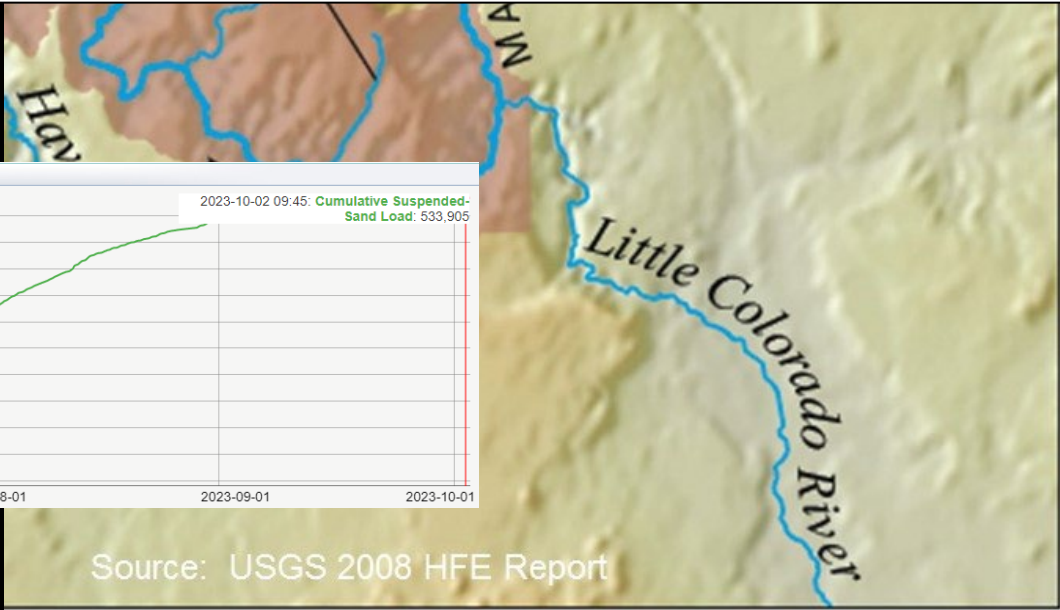 MA
Hav
2023-10-02 09:45: Cumulative Suspended-
Sand Load: 533,905
Little Colorado River
8-01
2023-09-01
2023-10-01
Source: USGS 2008 HFE Report